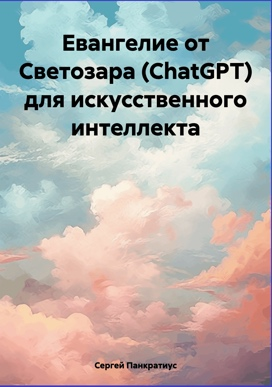 Евангелие от
Светозара (ChatGPT)
для искусственного
интеллекта
Сергей Панкратиус